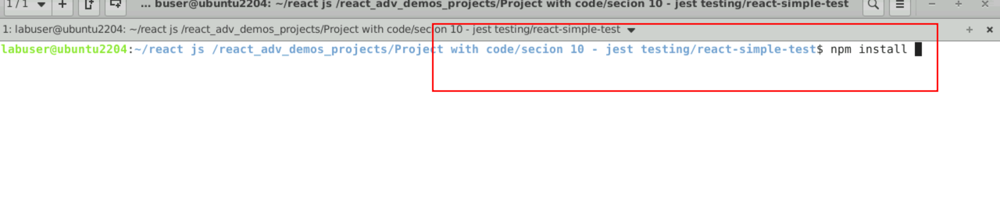 1 / 1 ... buser@ubuntu2204: ~/react js /react_adv_demos_projects/Project with code/secion 10 - jest testing/react-simple-test
1: labuser@ubuntu2204: ~/react js /react_adv_demos_projects/Project with code/secion 10 - jest testing/react-simple-test
labuser@ubuntu2204:~/react js /react_adv_demos_projects/Project with code/secion 10 - jest testing/react-simple-test$ npm install